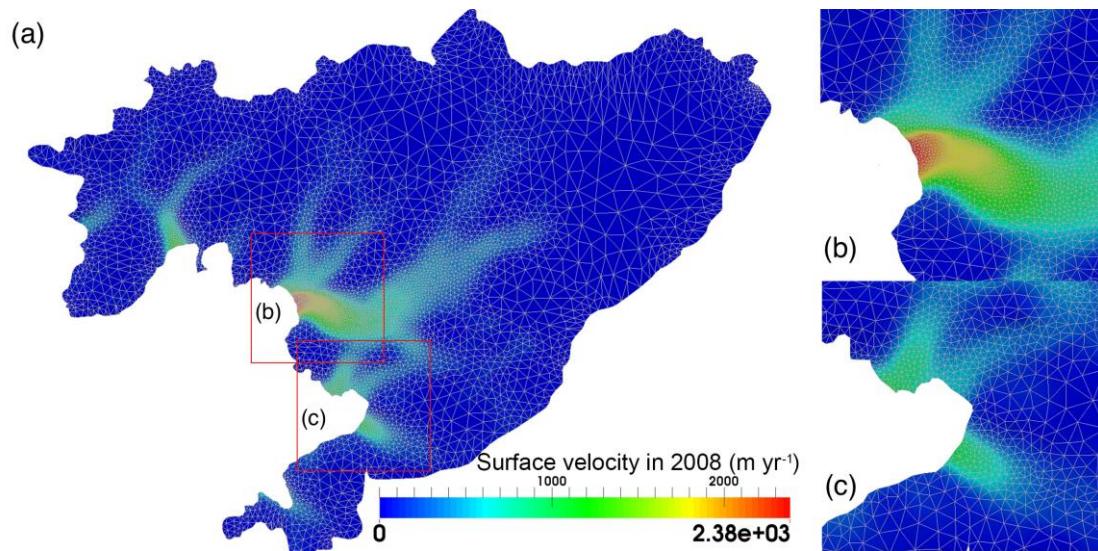 (a)
(b)
(c)
Surface velocity in 2008 (m yr⁻¹)
1000 2000
0 2.38e+03
(b)
(c)